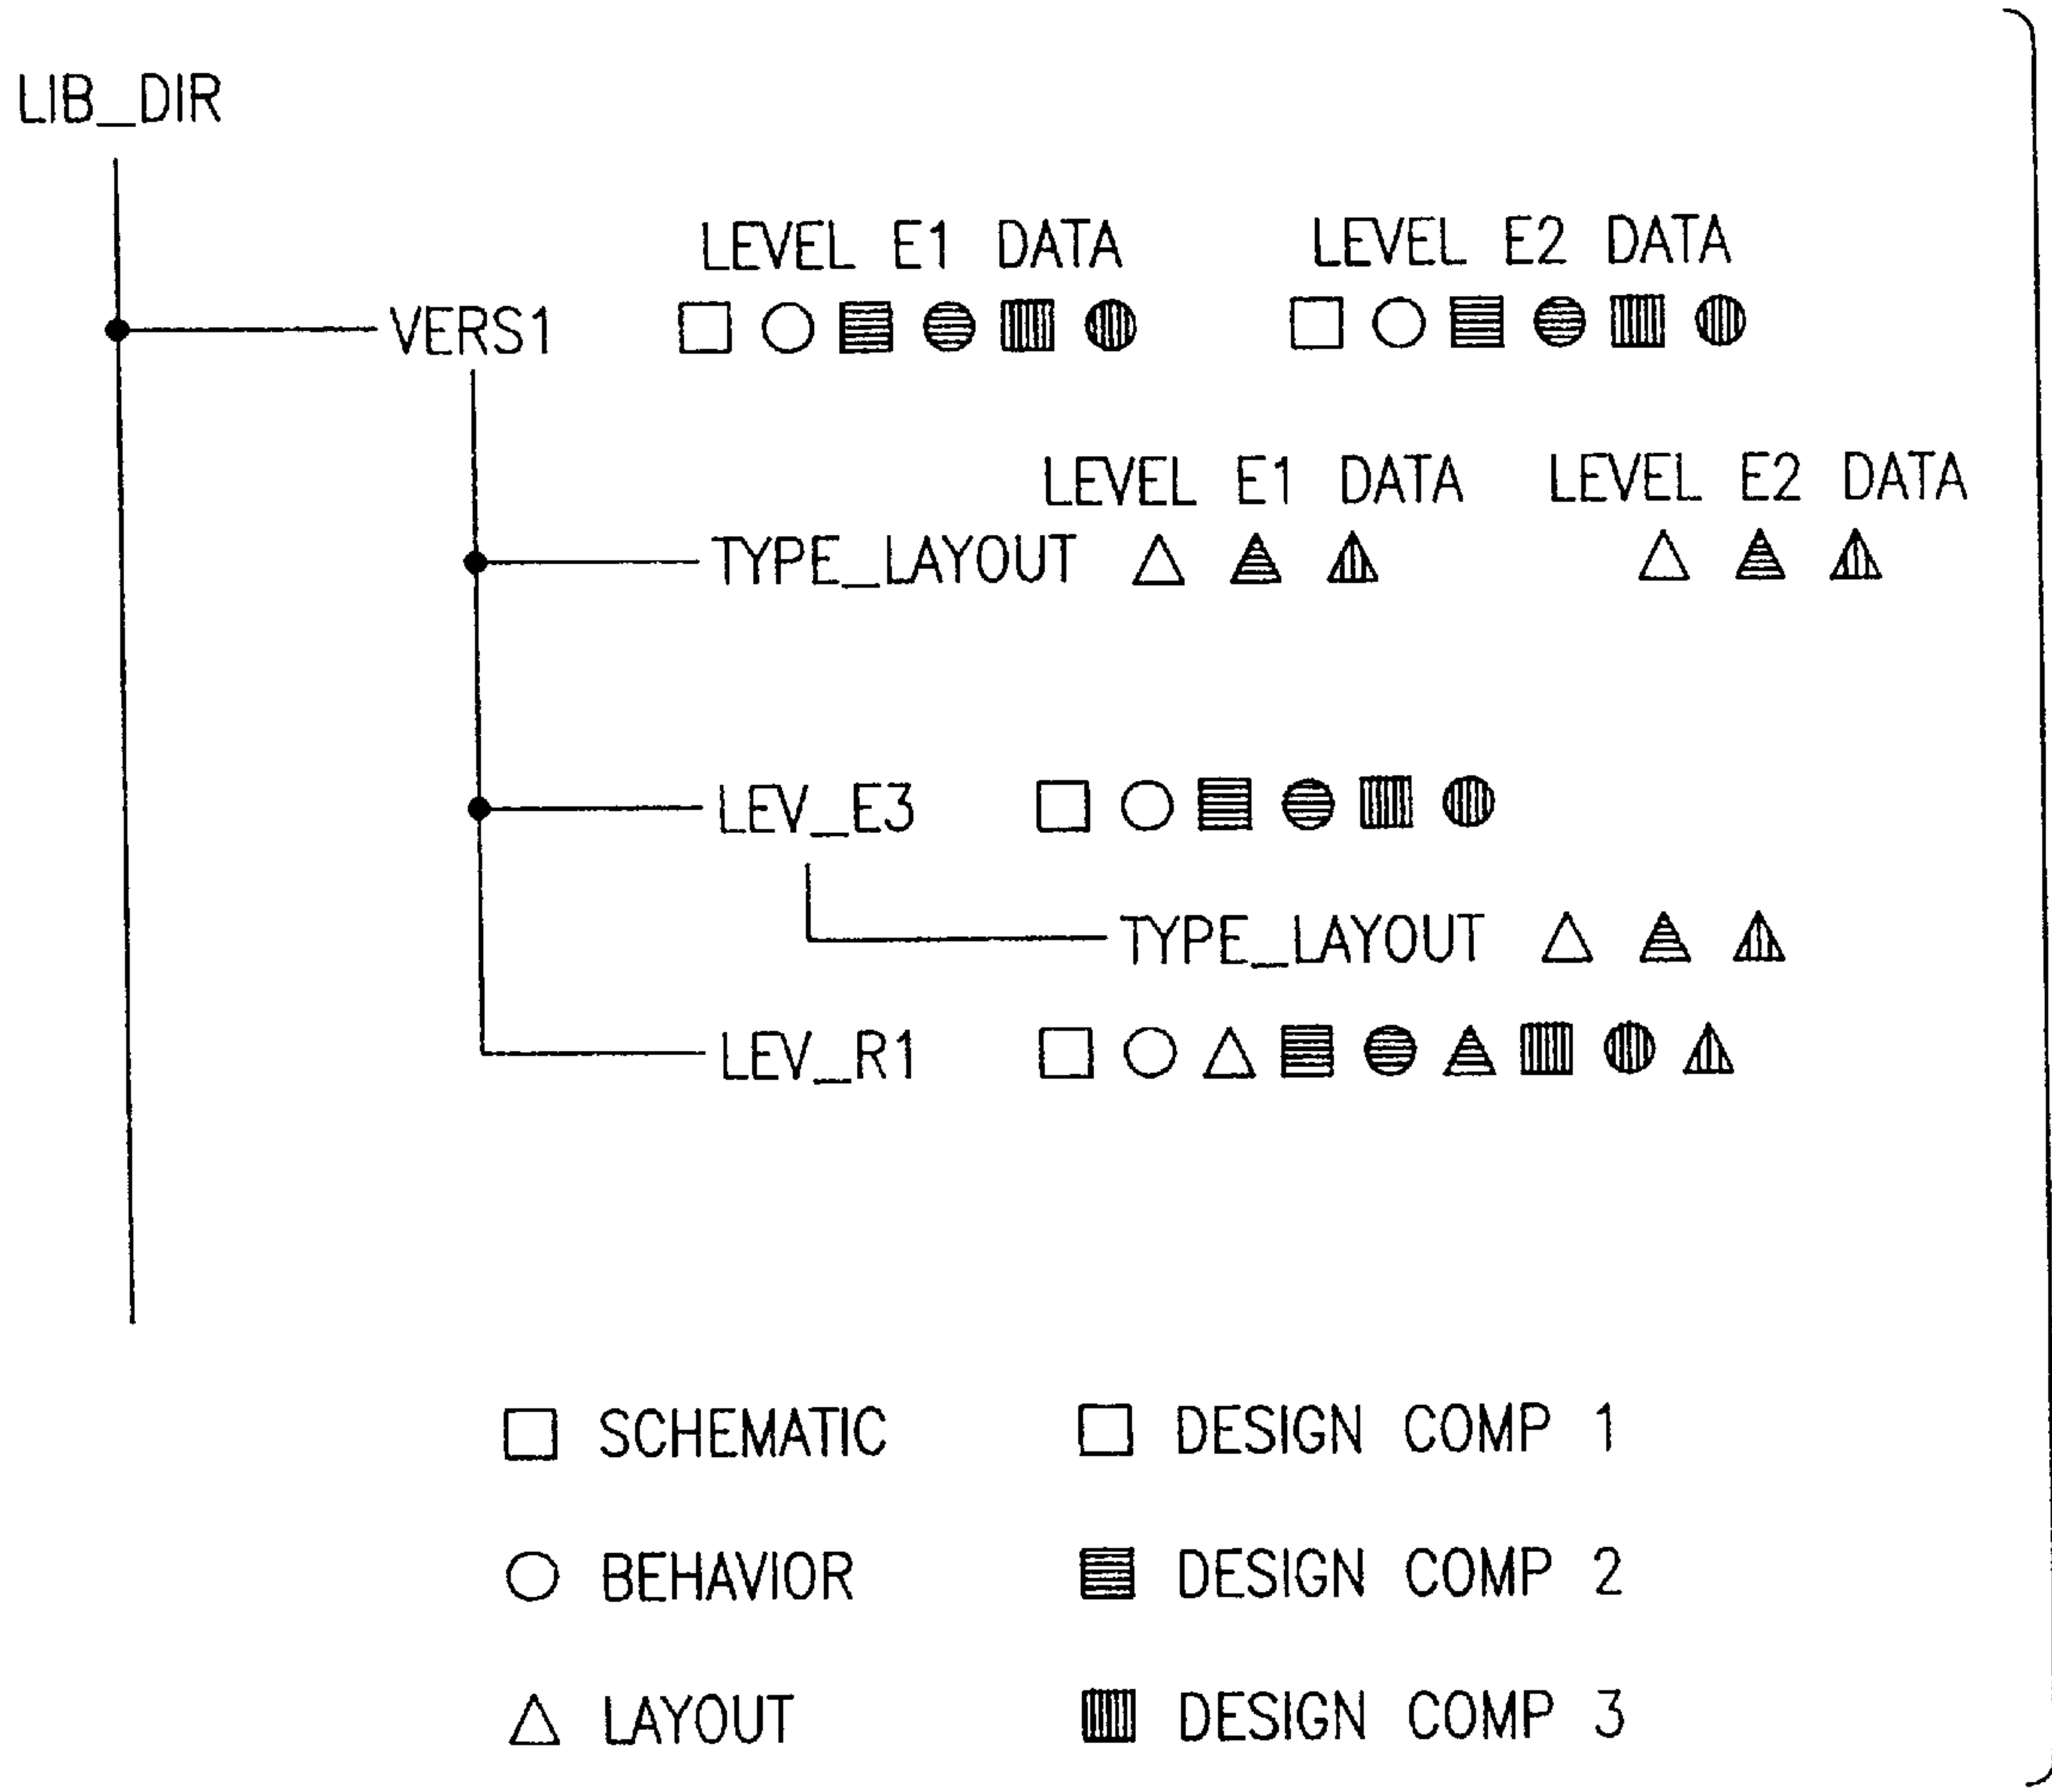 LIB_DIR
LEVEL E1 DATA LEVEL E2 DATA
VERS1
LEVEL E1 DATA LEVEL E2 DATA
TYPE_LAYOUT
LEV_E3
TYPE_LAYOUT
LEV_R1
SCHEMATIC DESIGN COMP 1
BEHAVIOR DESIGN COMP 2
LAYOUT DESIGN COMP 3